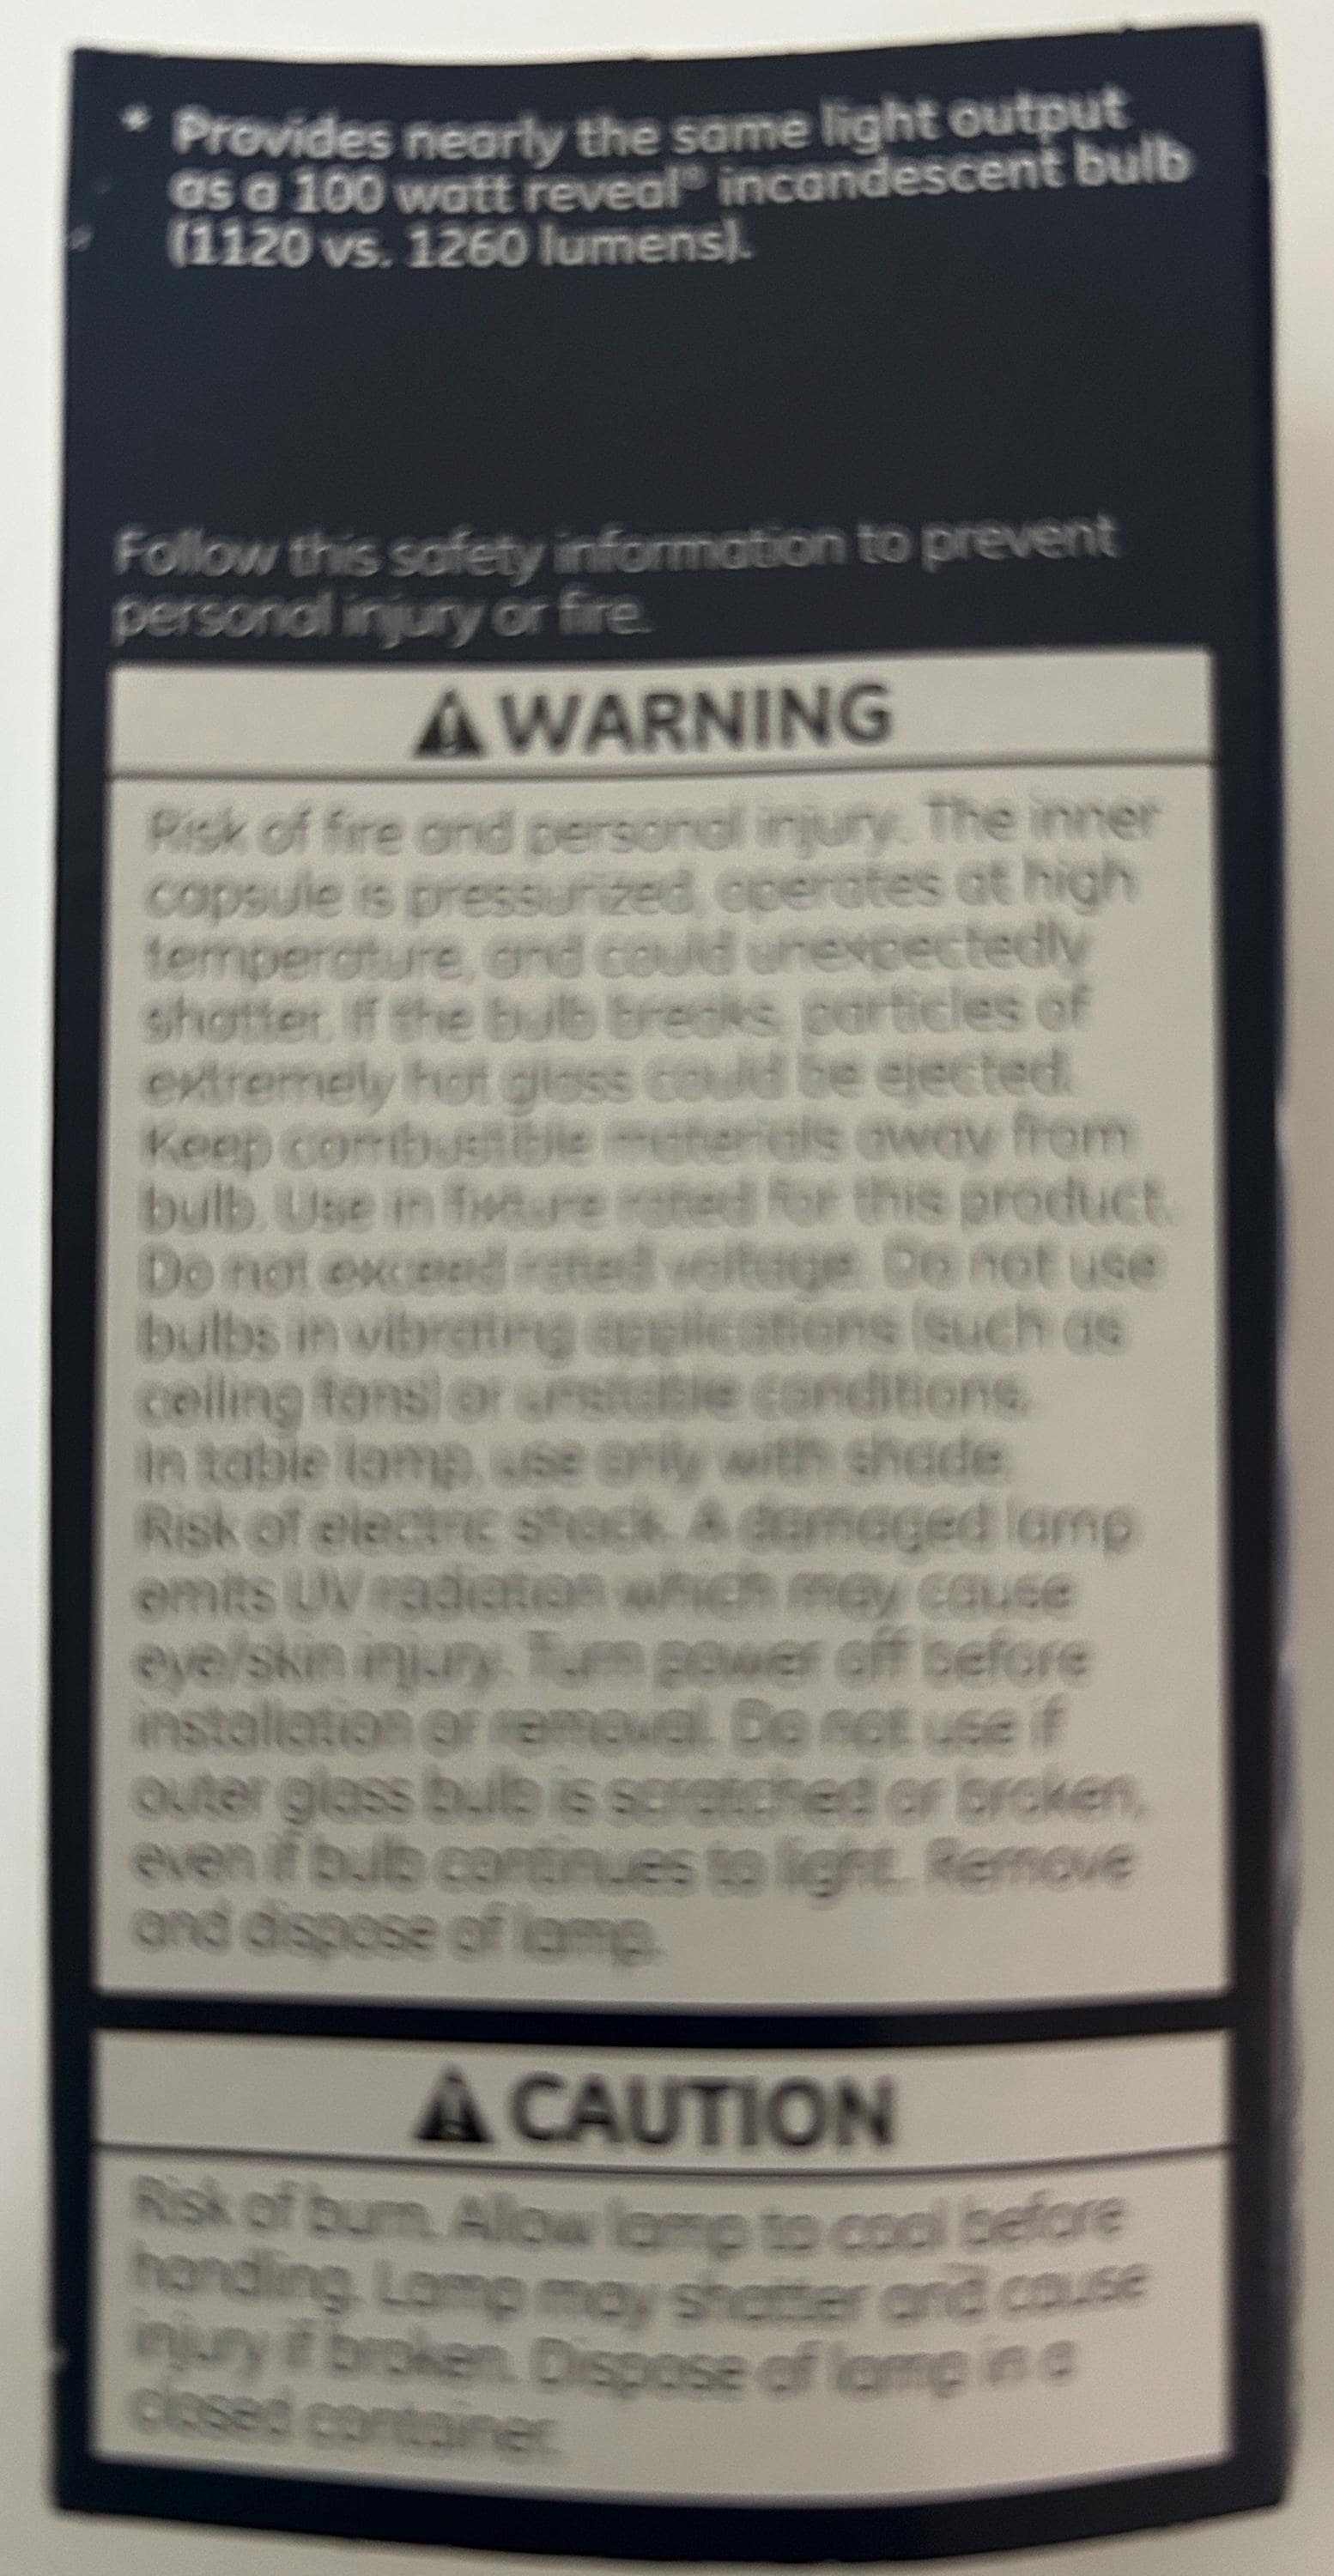 * Provides nearly the same light output
as a 100 watt reveal® incandescent bulb
(1120 vs. 1260 lumens).
Follow this safety information to prevent
personal injury or fire.
WARNING
Risk of fire and personal injury. The inner
capsule is pressurized, operates at high
temperature, and could unexpectedly
shatter. If the bulb breaks, particles of
extremely hot glass could be ejected.
Keep combustible materials away from
bulb. Use in fixture rated for this product.
Do not exceed rated voltage. Do not use
bulbs in vibrating applications (such as
ceiling fans) or unstable conditions.
In table lamp, use only with shade.
Risk of electric shock. A damaged lamp
emits UV radiation which may cause
eye/skin injury. Turn power off before
installation or removal. Do not use if
outer glass bulb is scratched or broken,
even if bulb continues to light. Remove
and dispose of lamp.
CAUTION
Risk of burn. Allow lamp to cool before
handling. Lamp may shatter and cause
injury if broken. Dispose of lamp in a
closed container.